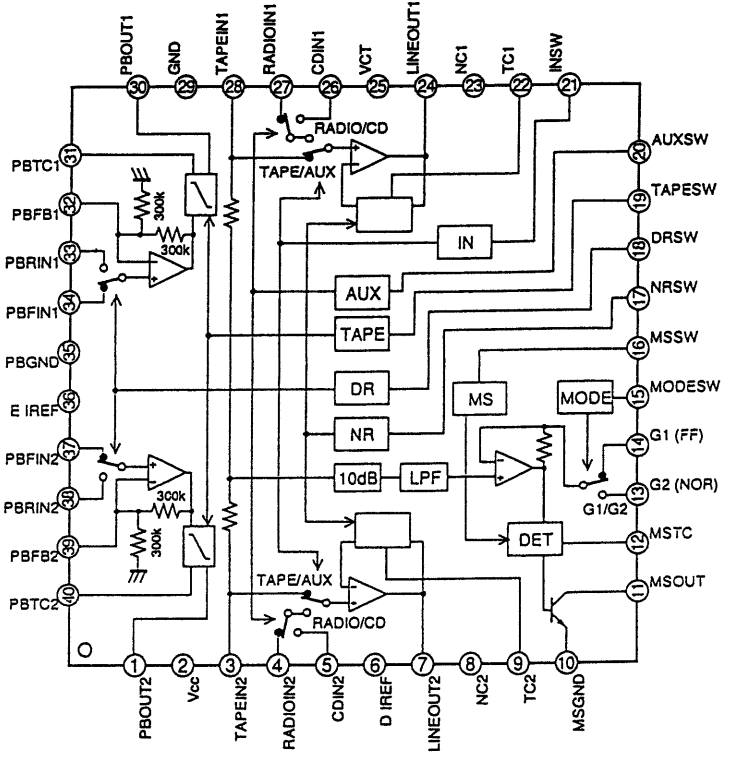 PBOUT1
GND
TAPEIN1
RADIOIN1
CDIN1
VCT
LINEOUT1
NC1
TC1
INSW
30
29
28
27
26
25
24
23
22
21
RADIO/CD
TAPE/AUX
31
PBTC1
32
PBFB1
33
PBRIN1
34
PBFIN1
35
PBGND
36
E IREF
37
PBFIN2
38
PBRIN2
39
PBFB2
40
PBTC2
300k
300k
IN
AUX
TAPE
DR
NR
10dB
LPF
MS
MODE
DET
G1/G2
300k
300k
TAPE/AUX
RADIO/CD
20
AUXSW
19
TAPESW
18
DRSW
17
NRSW
16
MSSW
15
MODESW
14
G1 (FF)
13
G2 (NOR)
12
MSTC
11
MSOUT
1
2
3
4
5
6
7
8
9
10
PBOUT2
Vcc
TAPEIN2
RADIOIN2
CDIN2
D IREF
LINEOUT2
NC2
TC2
MSGND